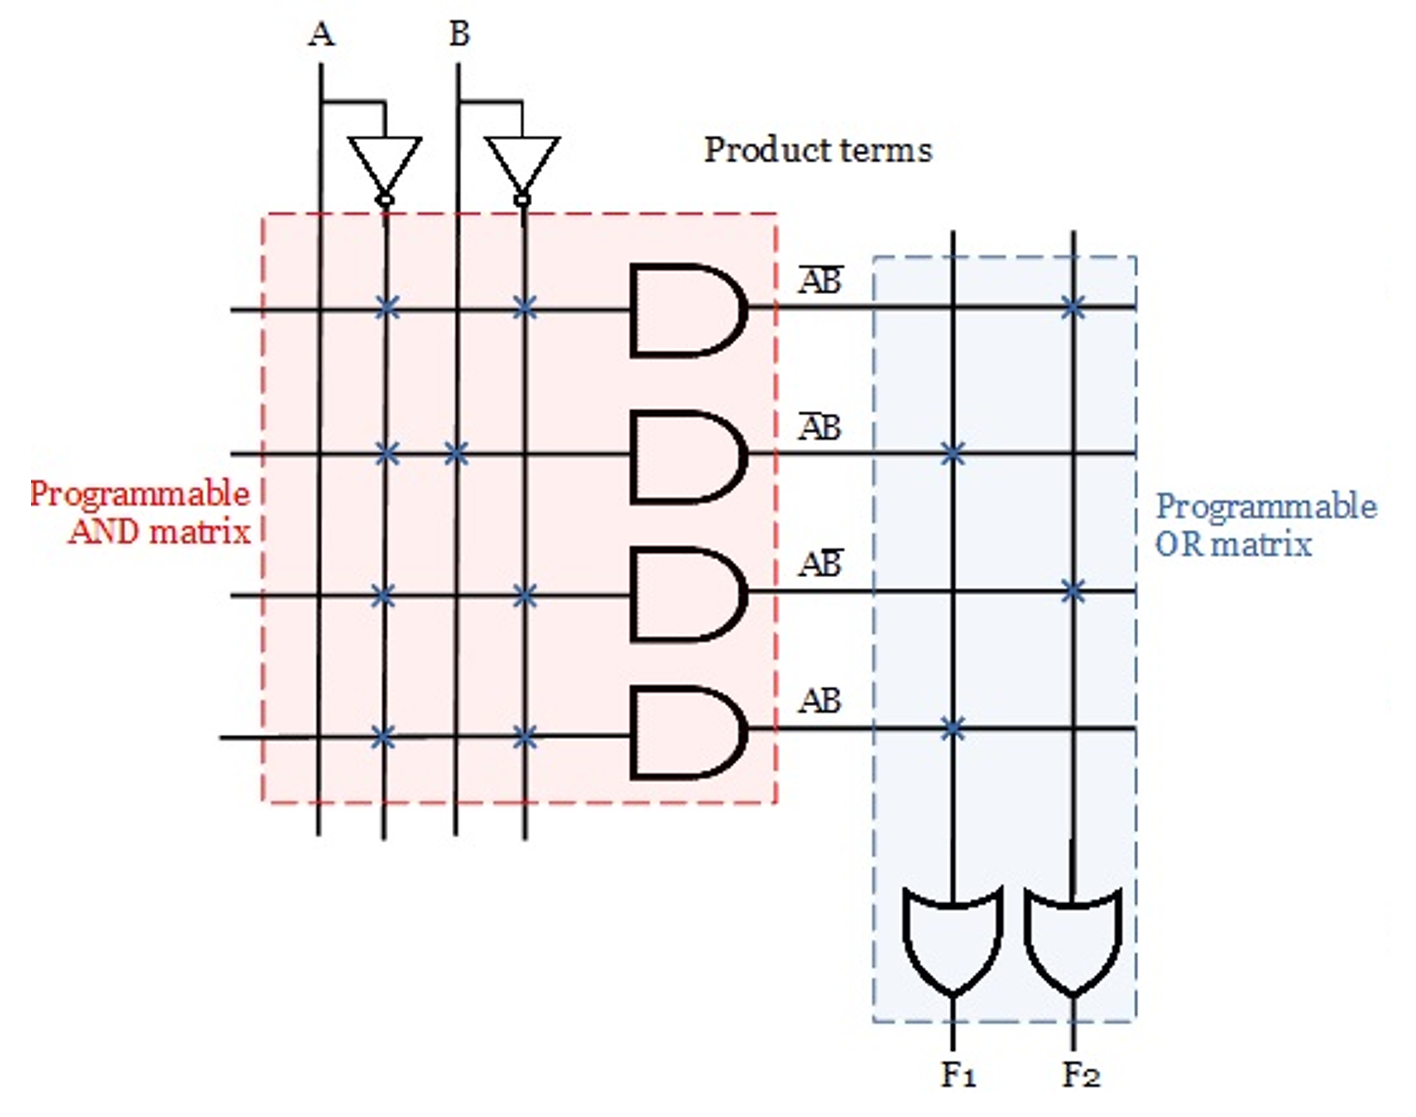 A
B
Product terms
A̅B̅
A̅B
AB̅
AB
Programmable
AND matrix
Programmable
OR matrix
F1
F2